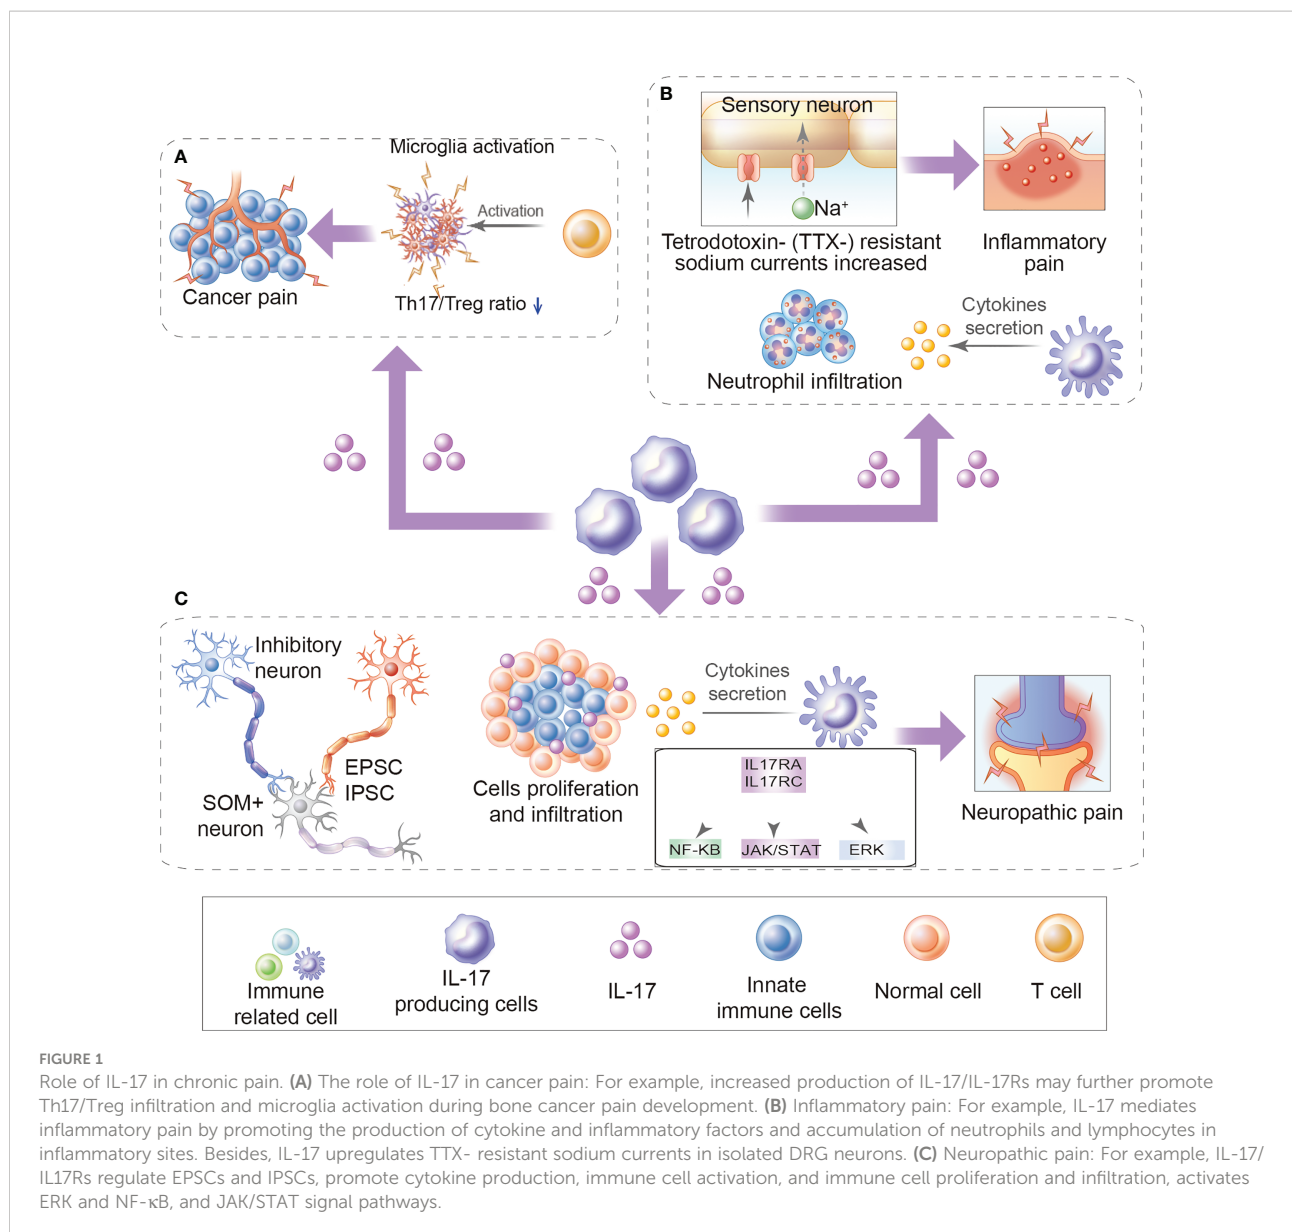 A
Microglia activation
Activation
Cancer pain
Th17/Treg ratio
B
Sensory neuron
Na+
Tetrodotoxin- (TTX-) resistant
sodium currents increased
Inflammatory
pain
Neutrophil infiltration
Cytokines
secretion
C
Inhibitory
neuron
EPSC
IPSC
SOM+
neuron
Cells proliferation
and infiltration
Cytokines
secretion
IL17RA
IL17RC
NF-KB
JAK/STAT
ERK
Neuropathic pain
Immune
related cell
IL-17
producing cells
IL-17
Innate
immune cells
Normal cell
T cell
FIGURE 1
Role of IL-17 in chronic pain. (A) The role of IL-17 in cancer pain: For example, increased production of IL-17/IL-17Rs may further promote
Th17/Treg infiltration and microglia activation during bone cancer pain development. (B) Inflammatory pain: For example, IL-17 mediates
inflammatory pain by promoting the production of cytokine and inflammatory factors and accumulation of neutrophils and lymphocytes in
inflammatory sites. Besides, IL-17 upregulates TTX- resistant sodium currents in isolated DRG neurons. (C) Neuropathic pain: For example, IL-17/
IL17Rs regulate EPSCs and IPSCs, promote cytokine production, immune cell activation, and immune cell proliferation and infiltration, activates
ERK and NF-κB, and JAK/STAT signal pathways.